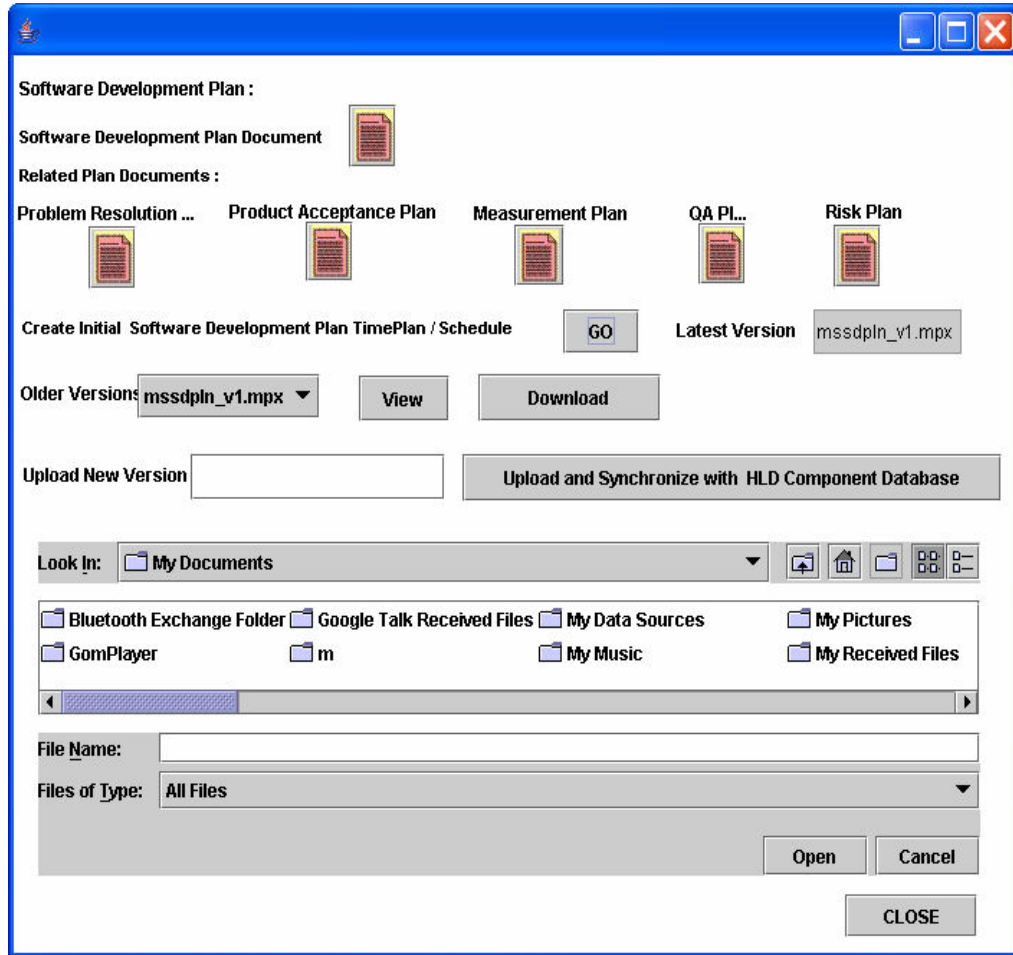 Software Development Plan :
Software Development Plan Document
Related Plan Documents :
Problem Resolution ... Product Acceptance Plan Measurement Plan QA Pl... Risk Plan
Create Initial Software Development Plan TimePlan / Schedule GO Latest Version mssdpln_v1.mpx
Older Versions mssdpln_v1.mpx View Download
Upload New Version Upload and Synchronize with HLD Component Database
Look In: My Documents
Bluetooth Exchange Folder Google Talk Received Files My Data Sources My Pictures
GomPlayer m My Music My Received Files
File Name:
Files of Type: All Files
Open Cancel
CLOSE